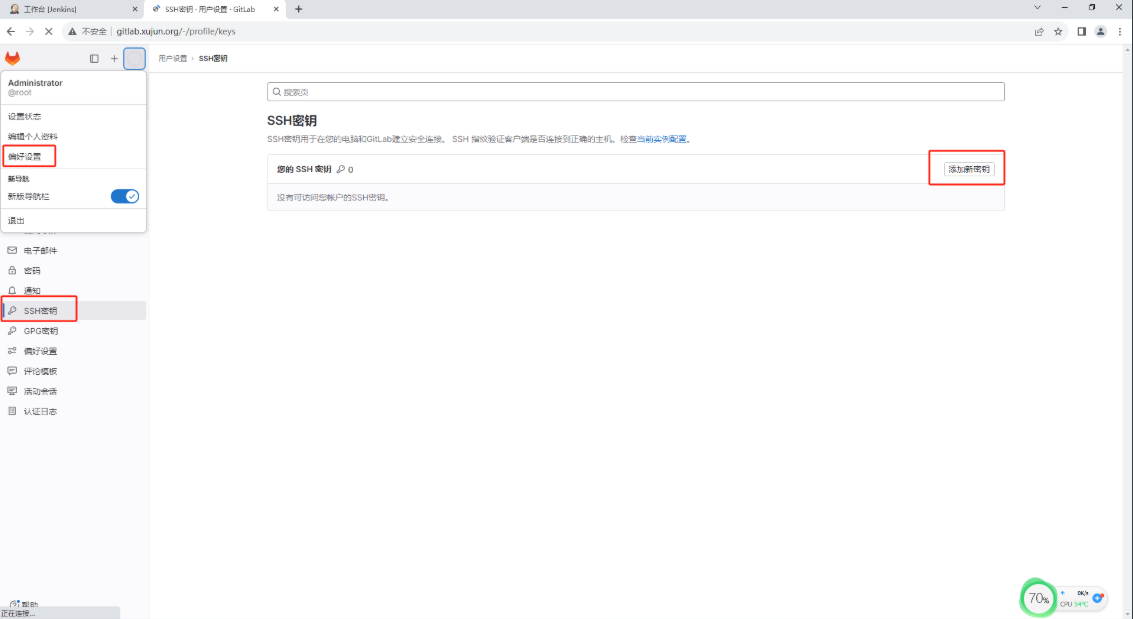 工作台 [Jenkins]
SSH密钥 · 用户设置 · GitLab
不安全 gitlab.xujun.org/-/profile/keys
用户设置 › SSH密钥
Administrator
@root
设置状态
编辑个人资料
偏好设置
新导航
新版导航栏
退出
电子邮件
密码
通知
SSH密钥
GPG密钥
偏好设置
评论模板
活动会话
认证日志
帮助
正在连接...
搜索页
SSH密钥
SSH密钥用于在您的电脑和GitLab建立安全连接。 SSH 指纹验证客户端是否连接到正确的主机。检查当前实例配置。
您的 SSH 密钥 0
添加新密钥
没有可访问您帐户的SSH密钥。
70%
0K/s
CPU 54°C